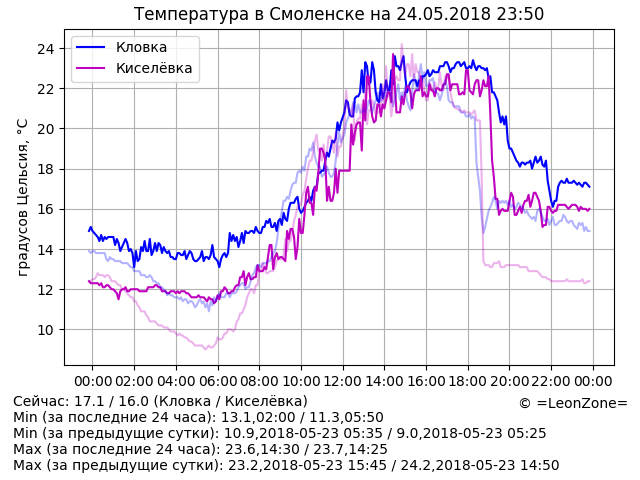 Температура в Смоленске на 24.05.2018 23:50
Кловка
Киселёвка
градусов Цельсия, °C
24
22
20
18
16
14
12
10
00:00 02:00 04:00 06:00 08:00 10:00 12:00 14:00 16:00 18:00 20:00 22:00 00:00
Сейчас: 17.1 / 16.0 (Кловка / Киселёвка)
© =LeonZone=
Min (за последние 24 часа): 13.1,02:00 / 11.3,05:50
Min (за предыдущие сутки): 10.9,2018-05-23 05:35 / 9.0,2018-05-23 05:25
Max (за последние 24 часа): 23.6,14:30 / 23.7,14:25
Max (за предыдущие сутки): 23.2,2018-05-23 15:45 / 24.2,2018-05-23 14:50